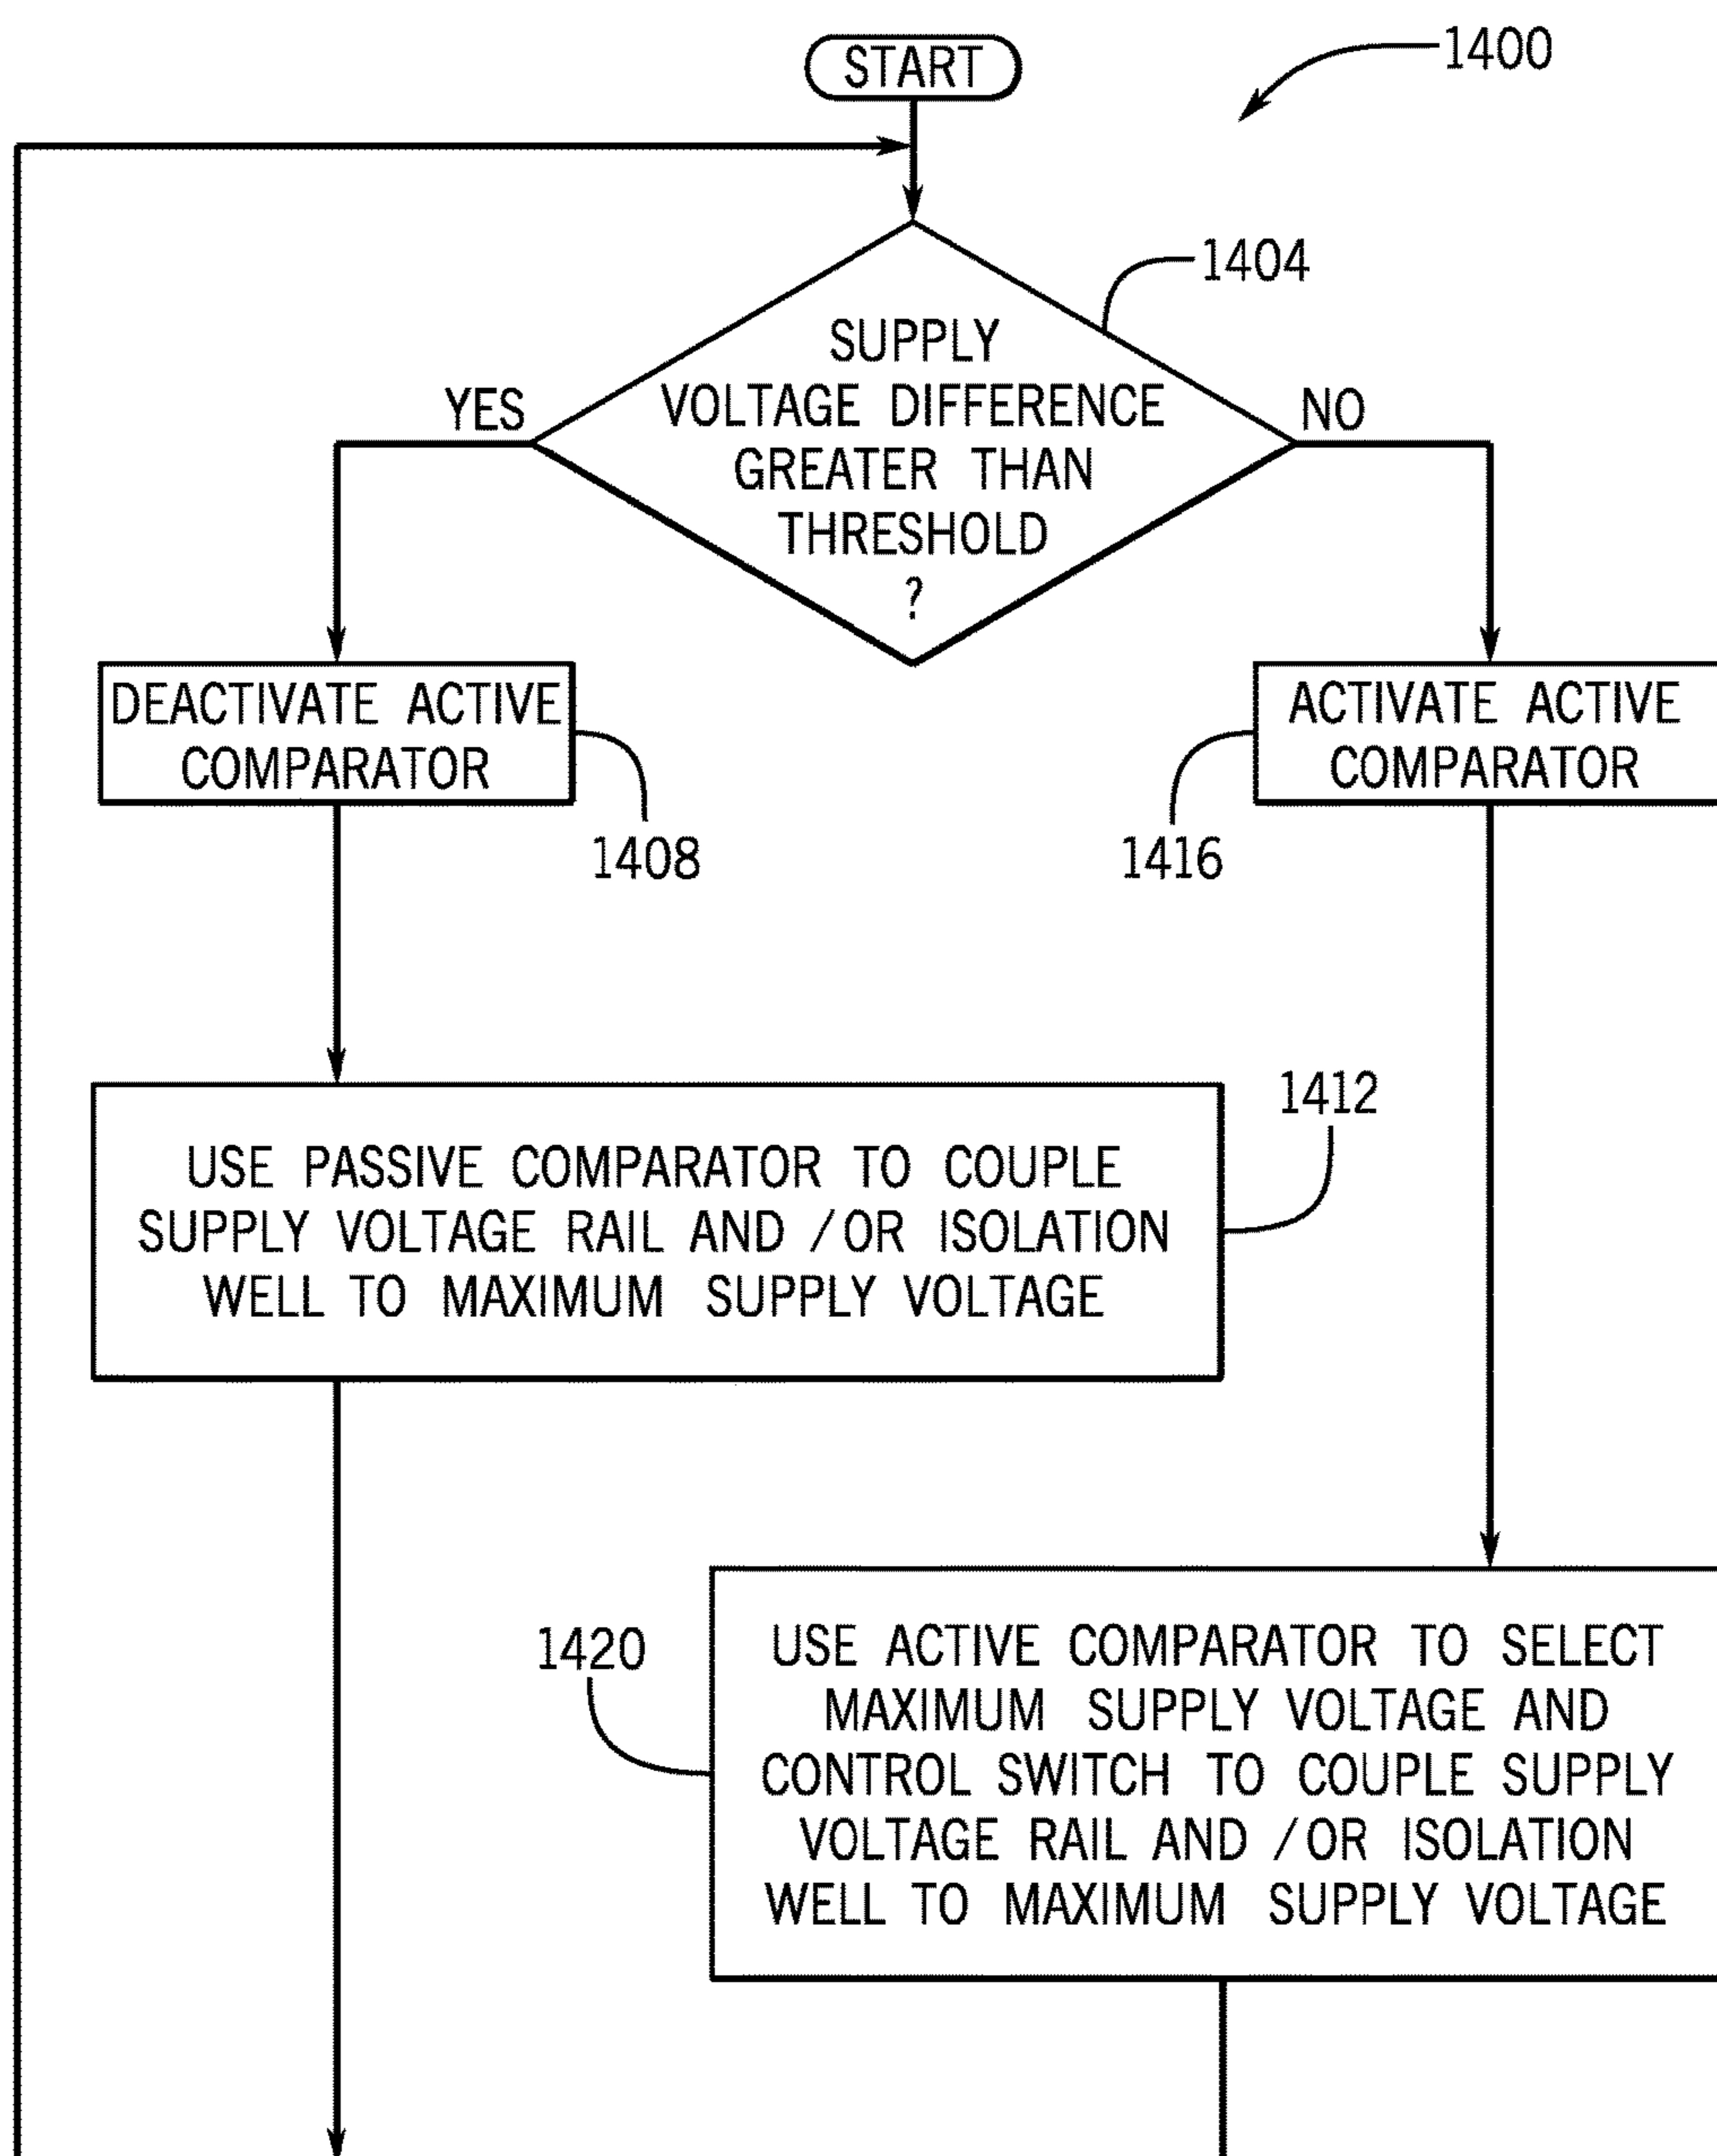 START
1400
1404
SUPPLY
VOLTAGE DIFFERENCE
GREATER THAN
THRESHOLD
?
YES
NO
DEACTIVATE ACTIVE
COMPARATOR
1408
ACTIVATE ACTIVE
COMPARATOR
1416
1412
USE PASSIVE COMPARATOR TO COUPLE
SUPPLY VOLTAGE RAIL AND /OR ISOLATION
WELL TO MAXIMUM SUPPLY VOLTAGE
1420
USE ACTIVE COMPARATOR TO SELECT
MAXIMUM SUPPLY VOLTAGE AND
CONTROL SWITCH TO COUPLE SUPPLY
VOLTAGE RAIL AND /OR ISOLATION
WELL TO MAXIMUM SUPPLY VOLTAGE